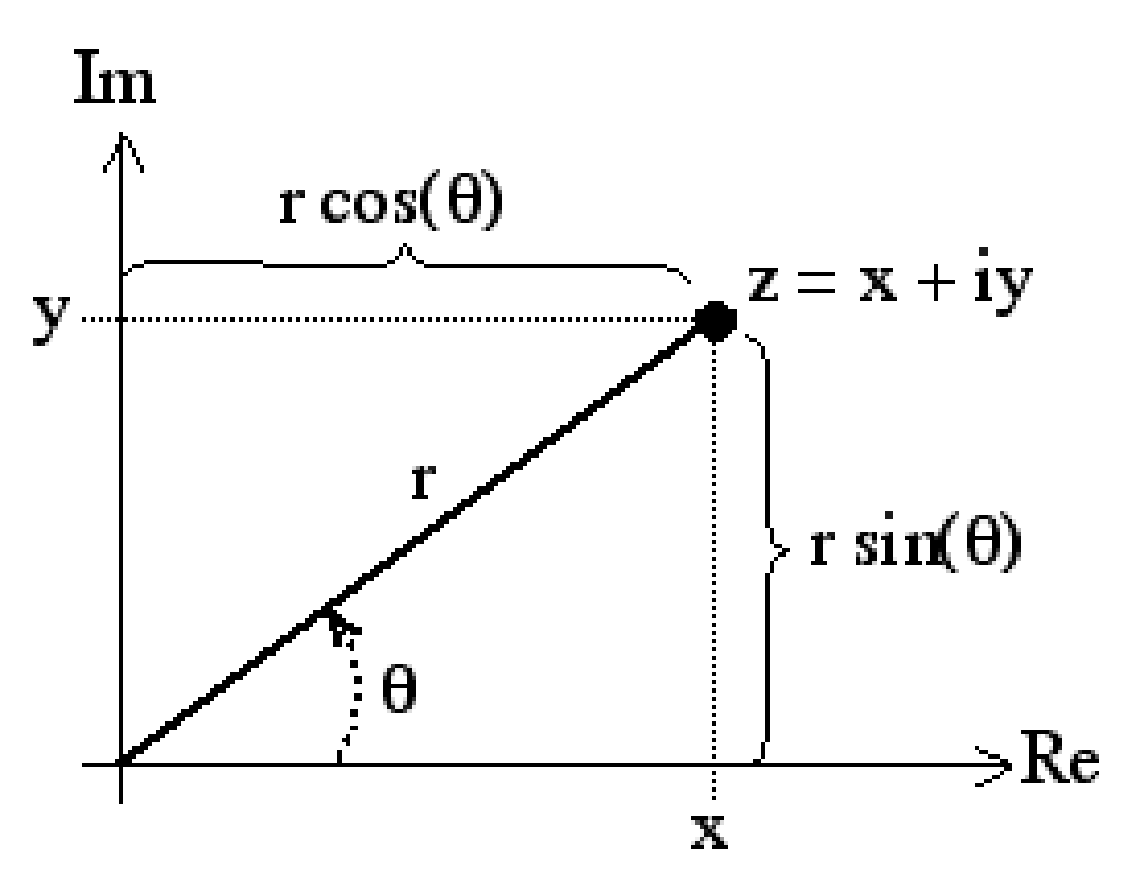 Im
r cos(θ)
z = x + iy
y
r
r sin(θ)
θ
Re
x